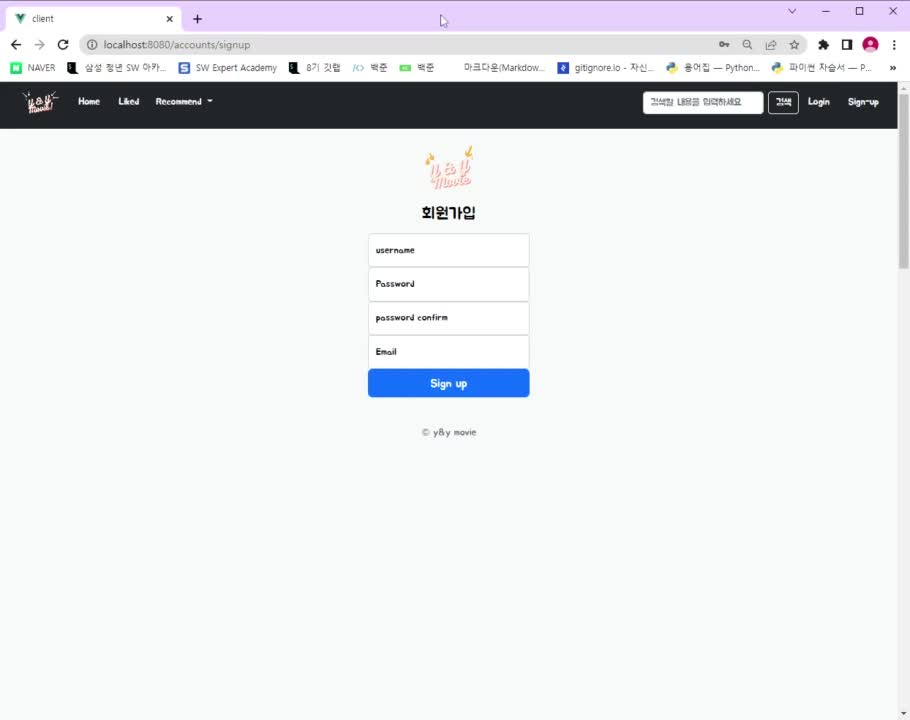 client
localhost:8080/accounts/signup
NAVER 삼성 청년 SW 아카... SW Expert Academy 8기 깃랩 백준 백준 마크다운(Markdow... gitignore.io - 자신... 용어집 — Python... 파이썬 자습서 — P... »
y&y Movie Home Liked Recommend 검색할 내용을 입력하세요 검색 Login Sign-up
y & y
Movie
회원가입
username
Password
password confirm
Email
Sign up
© y&y movie